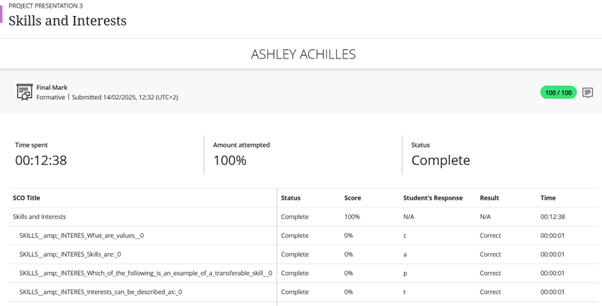 PROJECT PRESENTATION 3
Skills and Interests
ASHLEY ACHILLES
Final Mark
Formative | Submitted 14/02/2025, 12:32 (UTC+2)
100 / 100
Time spent
00:12:38
Amount attempted
100%
Status
Complete
SCO Title Status Score Student's Response Result Time
Skills and Interests Complete 100% N/A N/A 00:12:38
SKILLS__amp;_INTERES_What_are_values__0 Complete 0% c Correct 00:00:01
SKILLS__amp;_INTERES_Skills_are:_0 Complete 0% a Correct 00:00:01
SKILLS__amp;_INTERES_Which_of_the_following_is_an_example_of_a_transferable_skill__0 Complete 0% p Correct 00:00:01
SKILLS__amp;_INTERES_Interests_can_be_described_as:_0 Complete 0% t Correct 00:00:01